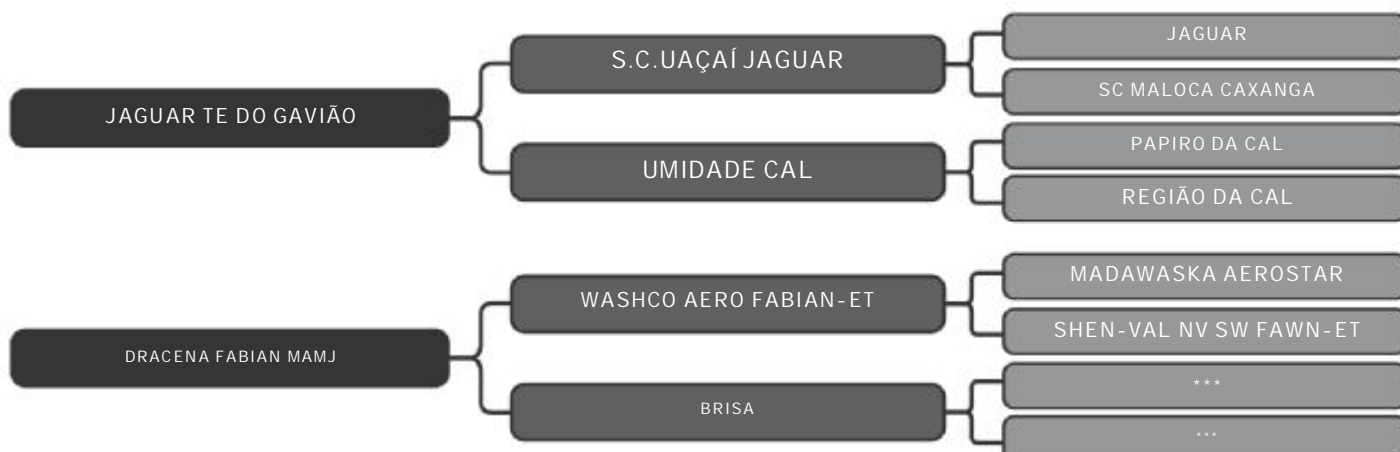 JAGUAR TE DO GAVIÃO
S.C.UAÇAÍ JAGUAR
JAGUAR
SC MALOCA CAXANGA
UMIDADE CAL
PAPIRO DA CAL
REGIÃO DA CAL
DRACENA FABIAN MAMJ
WASHCO AERO FABIAN-ET
MADAWASKA AEROSTAR
SHEN-VAL NV SW FAWN-ET
BRISA
***
***